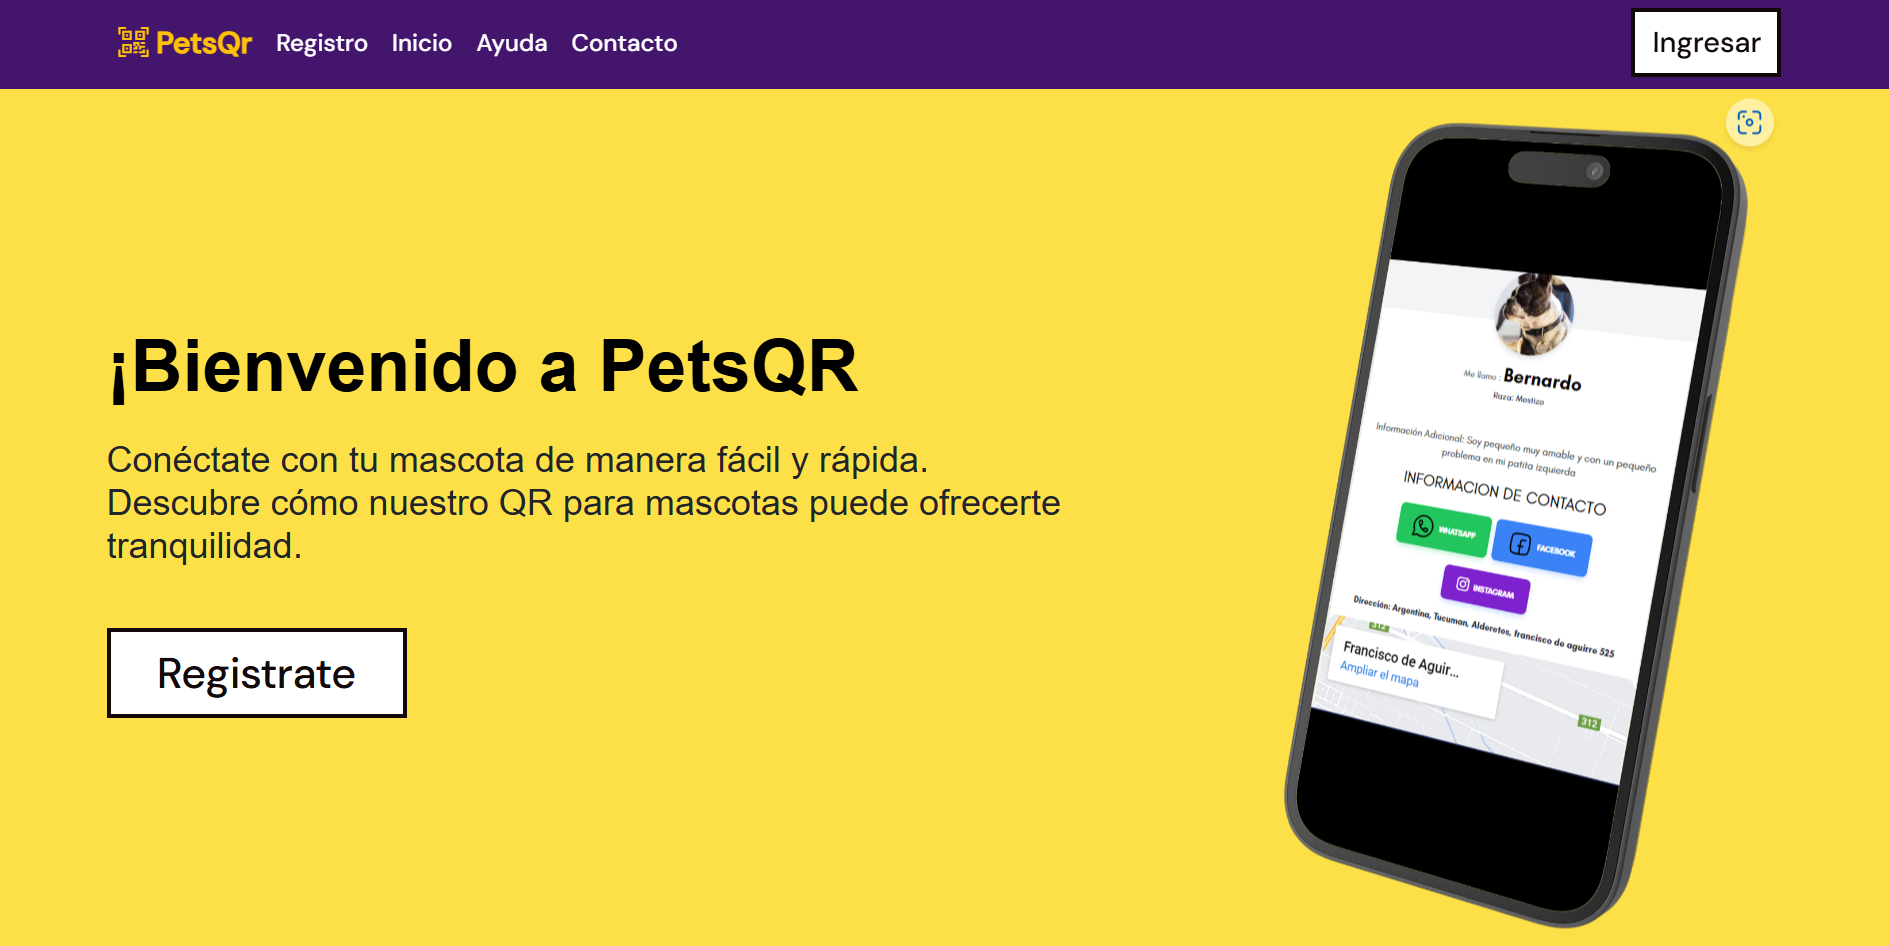 PetsQr Registro Inicio Ayuda Contacto Ingresar
¡Bienvenido a PetsQR
Conéctate con tu mascota de manera fácil y rápida.
Descubre cómo nuestro QR para mascotas puede ofrecerte
tranquilidad.
Registrate
Me llamo : Bernardo
Raza: Mestizo
Información Adicional: Soy pequeño muy amable y con un pequeño
problema en mi patita izquierda
INFORMACION DE CONTACTO
WHATSAPP FACEBOOK
INSTAGRAM
Dirección: Argentina, Tucuman, Alderetes, francisco de aguirre 525
312
Francisco de Aguir...
Ampliar el mapa
312